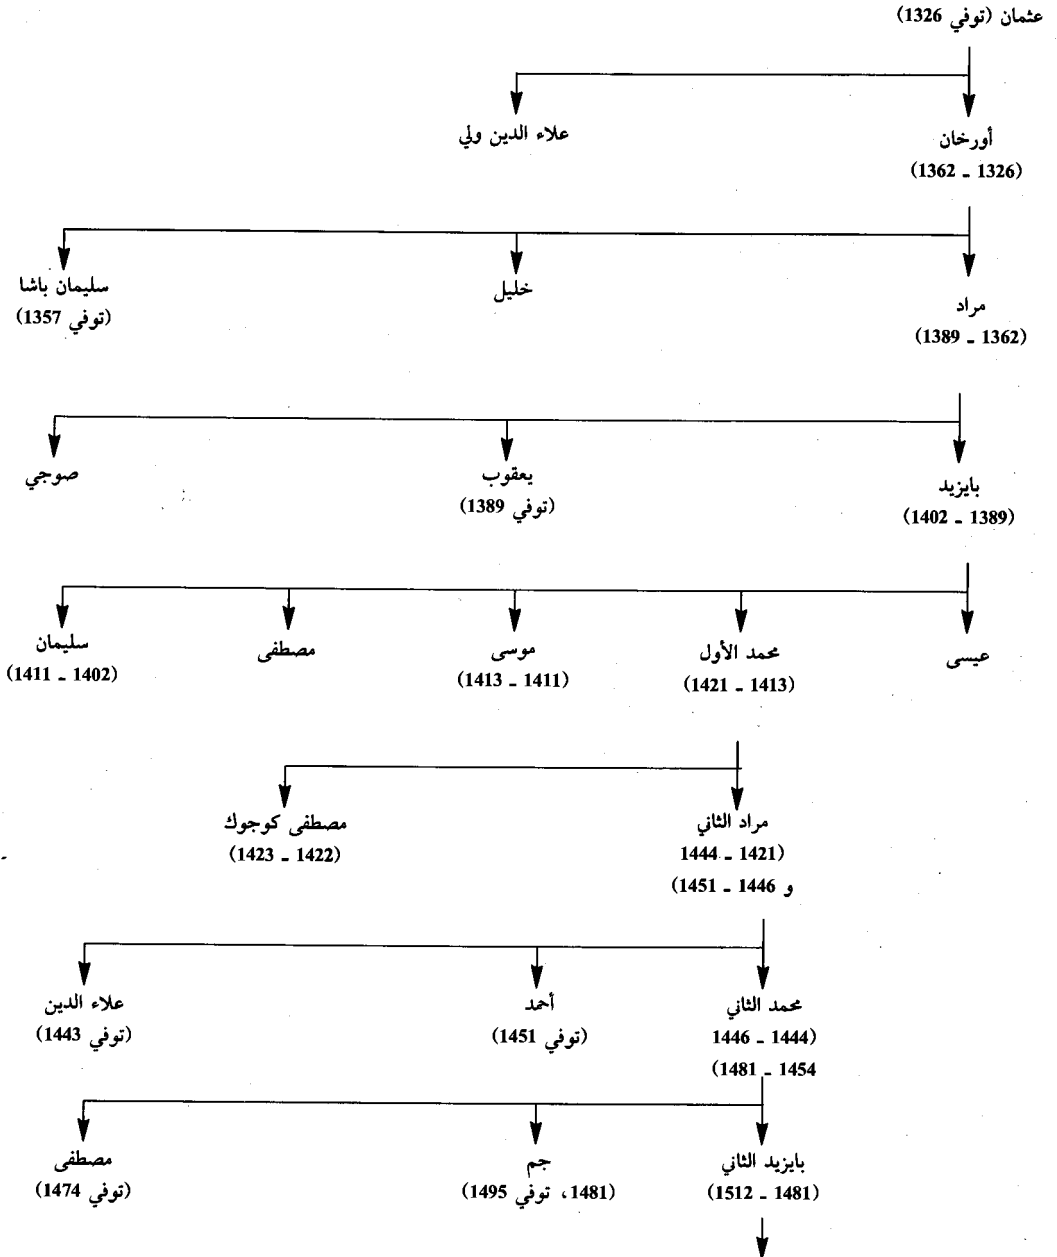 عثمان (توفي 1326)
أورخان
(1326 ـ 1362)
علاء الدين ولي
مراد
(1362 ـ 1389)
خليل
سليمان باشا
(توفي 1357)
بايزيد
(1389 ـ 1402)
يعقوب
(توفي 1389)
صوجي
عيسى
محمد الأول
(1413 ـ 1421)
موسى
(1411 ـ 1413)
مصطفى
سليمان
(1402 ـ 1411)
مراد الثاني
(1421 ـ 1444
و 1446 ـ 1451)
مصطفى كوجوك
(1422 ـ 1423)
محمد الثاني
(1444 ـ 1446
1454 ـ 1481)
أحمد
(توفي 1451)
علاء الدين
(توفي 1443)
بايزيد الثاني
(1481 ـ 1512)
جم
(1481، توفي 1495)
مصطفى
(توفي 1474)